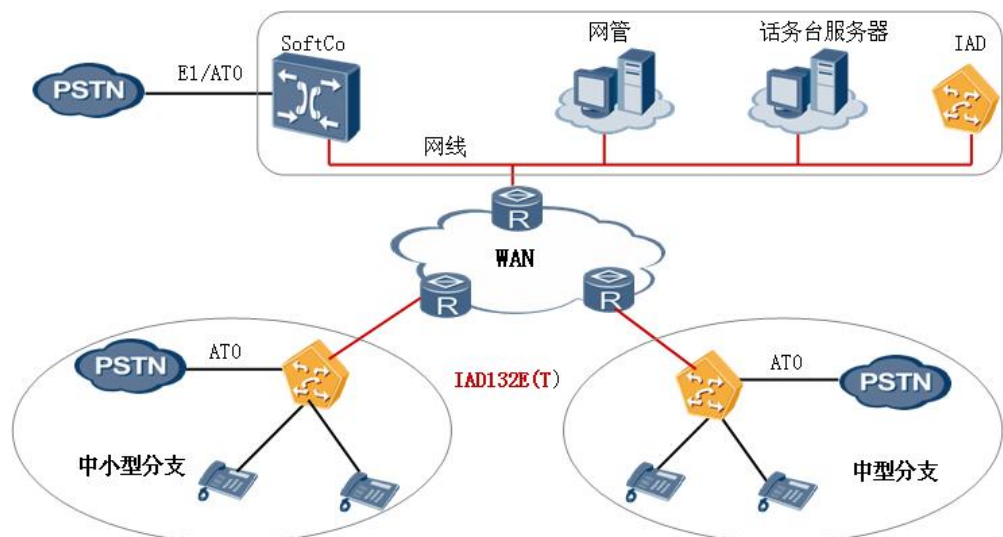 SoftCo
网管
话务台服务器
IAD
PSTN
E1/AT0
网线
R
WAN
R
R
PSTN
AT0
IAD132E(T)
AT0
PSTN
中小型分支
中型分支